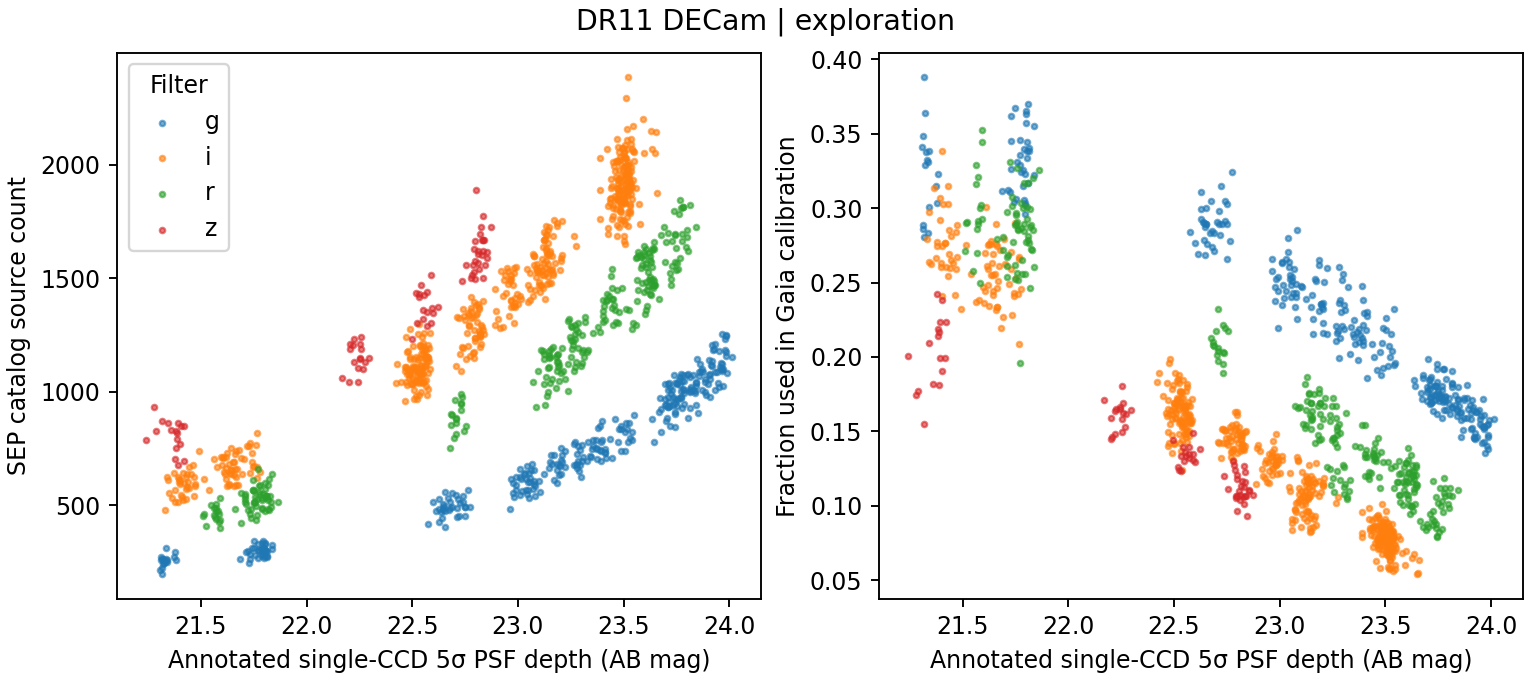 DR11 DECam | exploration
SEP catalog source count
2000
1500
1000
500
Filter
g
i
r
z
21.5 22.0 22.5 23.0 23.5 24.0
Annotated single-CCD 5σ PSF depth (AB mag)
Fraction used in Gaia calibration
0.40
0.35
0.30
0.25
0.20
0.15
0.10
0.05
21.5 22.0 22.5 23.0 23.5 24.0
Annotated single-CCD 5σ PSF depth (AB mag)